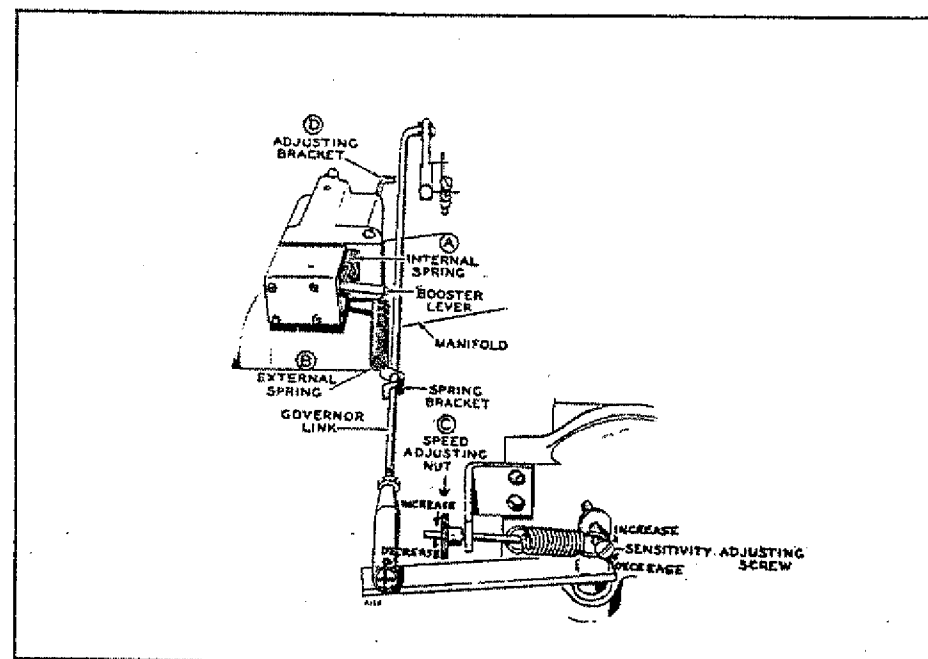 D
ADJUSTING
BRACKET
A
INTERNAL
SPRING
BOOSTER
LEVER
MANIFOLD
B
EXTERNAL
SPRING
SPRING
BRACKET
GOVERNOR
LINK
C
SPEED
ADJUSTING
NUT
INCREASE
DECREASE
INCREASE
SENSITIVITY ADJUSTING
SCREW
DECREASE